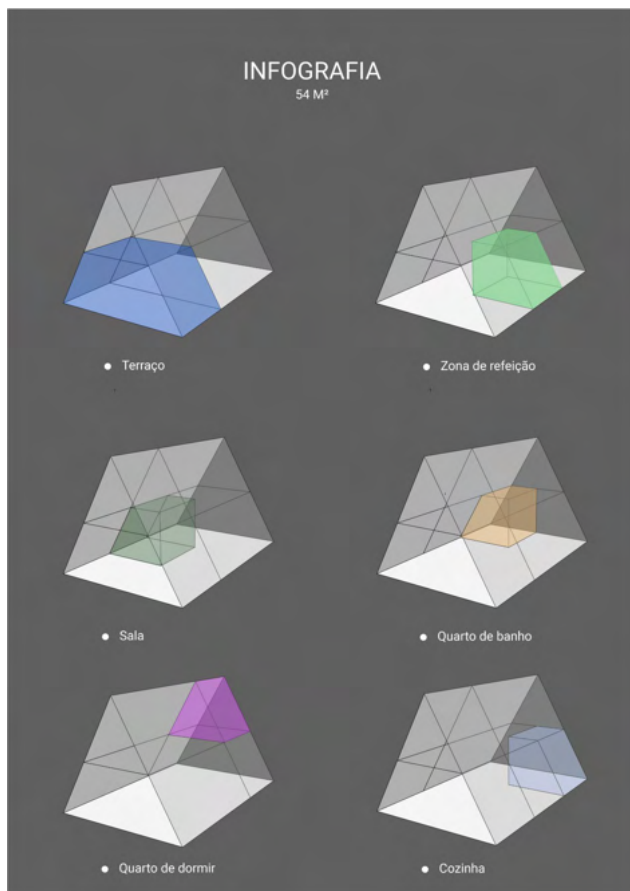 INFOGRAFIA
54 M²
Terraço
Zona de refeição
Sala
Quarto de banho
Quarto de dormir
Cozinha